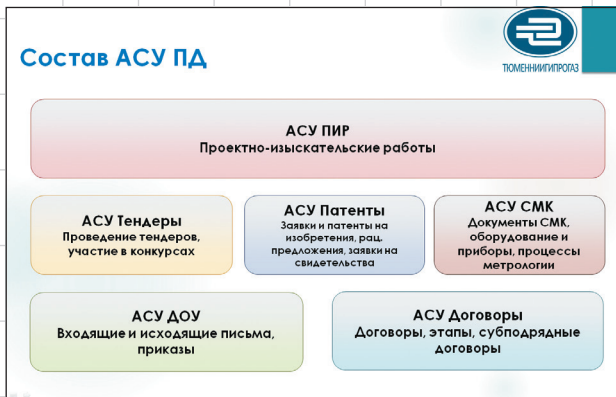 Состав АСУ ПД
ТЮМЕННИИГИПРОГАЗ
АСУ ПИР
Проектно-изыскательские работы
АСУ Тендеры
Проведение тендеров,
участие в конкурсах
АСУ Патенты
Заявки и патенты на
изобретения, рац.
предложения, заявки на
свидетельства
АСУ СМК
Документы СМК,
оборудование и
приборы, процессы
метрологии
АСУ ДОУ
Входящие и исходящие письма,
приказы
АСУ Договоры
Договоры, этапы, субподрядные
договоры